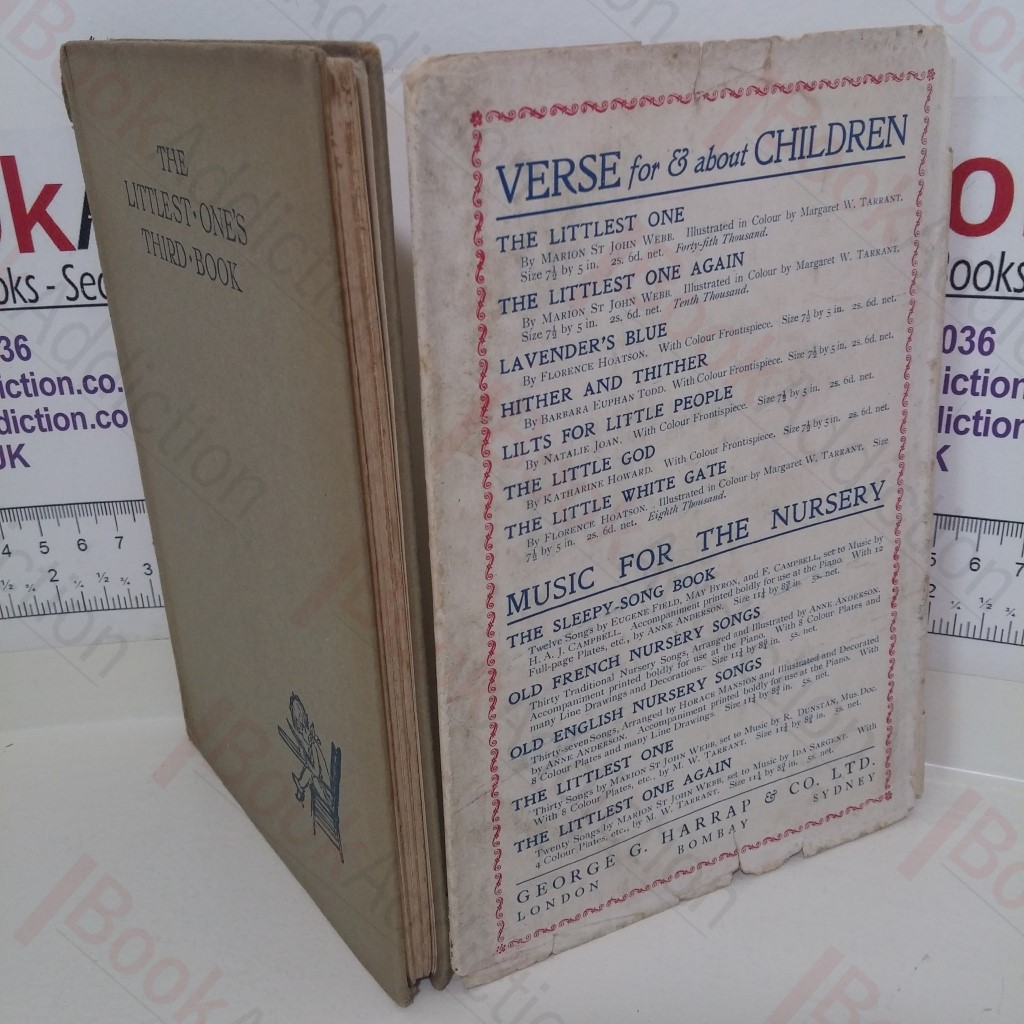 THE
LITTLEST·ONE'S
THIRD·BOOK
VERSE for & about CHILDREN
THE LITTLEST ONE
By MARION ST JOHN WEBB. Illustrated in Colour by MARGARET W. TARRANT.
Size 7½ by 5 in. 2s. 6d. net. Forty-fifth Thousand.
THE LITTLEST ONE AGAIN
By MARION ST JOHN WEBB. Illustrated in Colour by MARGARET W. TARRANT.
Size 7½ by 5 in. 2s. 6d. net. Tenth Thousand.
LAVENDER'S BLUE
By FLORENCE HOATSON. With Colour Frontispiece. Size 7½ by 5 in. 2s. 6d. net.
HITHER AND THITHER
By BARBARA EUPHAN TODD. With Colour Frontispiece. Size 7½ by 5 in. 2s. 6d. net.
LILTS FOR LITTLE PEOPLE
By NATALIE JOAN. With Colour Frontispiece. Size 7½ by 5 in. 2s. 6d. net.
THE LITTLE GOD
By KATHARINE HOWARD. With Colour Frontispiece. Size 7½ by 5 in. 2s. 6d. net.
THE LITTLE WHITE GATE
By FLORENCE HOATSON. Illustrated in Colour by MARGARET W. TARRANT. Size
7½ by 5 in. 2s. 6d. net. Eighth Thousand.
MUSIC FOR THE NURSERY
THE SLEEPY-SONG BOOK
Twelve Songs by EUGENE FIELD, MAY BYRON, and F. CAMPBELL, set to Music by
H. A. J. CAMPBELL. Accompaniment printed boldly for use at the Piano. With 12
Full-page Plates, etc., by ANNE ANDERSON. Size 11¼ by 8¾ in. 5s. net.
OLD FRENCH NURSERY SONGS
Thirty Traditional Nursery Songs, Arranged and Illustrated by ANNE ANDERSON.
Accompaniment printed boldly for use at the Piano. With 8 Colour Plates and
many Line Drawings and Decorations. Size 11¼ by 8¾ in. 5s. net.
OLD ENGLISH NURSERY SONGS
Thirty-seven Songs, Arranged by HORACE MANSION and Illustrated and Decorated
by ANNE ANDERSON. Accompaniment printed boldly for use at the Piano. With
8 Colour Plates and many Line Drawings. Size 11¼ by 8¾ in. 5s. net.
THE LITTLEST ONE
Thirty Songs by MARION ST JOHN WEBB, set to Music by R. DUNSTAN, Mus.Doc.
With 8 Colour Plates, etc., by M. W. TARRANT. Size 11¼ by 8¾ in. 5s. net.
THE LITTLEST ONE AGAIN
Twenty Songs by MARION ST JOHN WEBB, set to Music by IDA SARGENT. With
4 Colour Plates, etc., by M. W. TARRANT. Size 11¼ by 8¾ in. 5s. net.
GEORGE G. HARRAP & CO. LTD.
LONDON BOMBAY SYDNEY